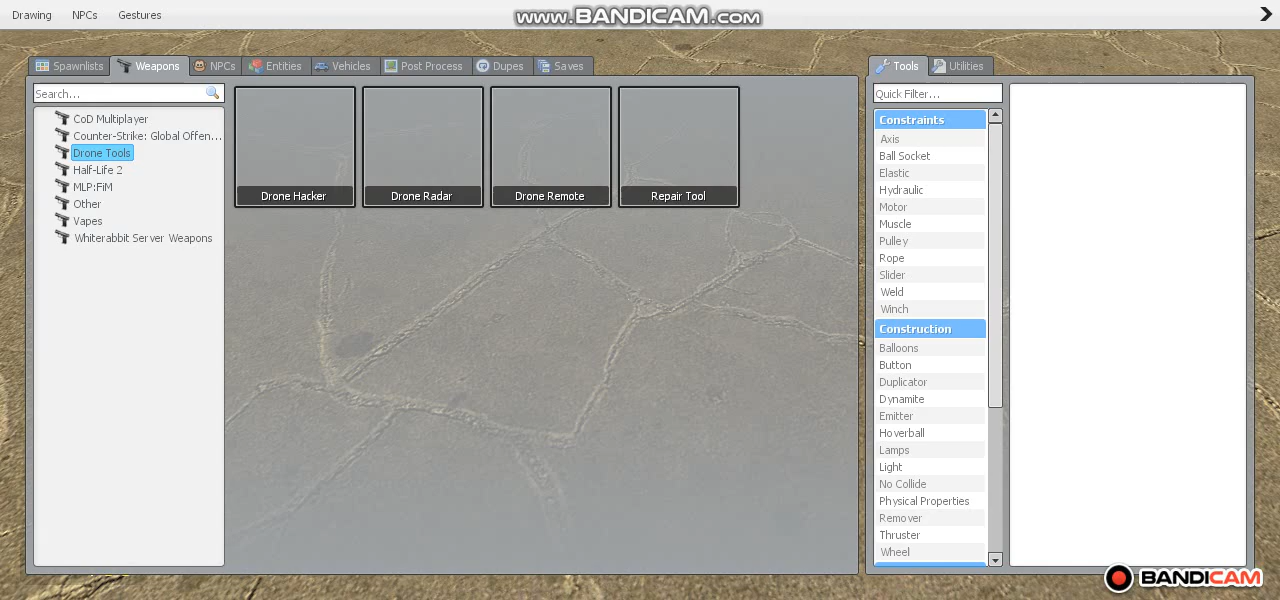 Drawing NPCs Gestures
www.BANDICAM.com
Spawnlists Weapons NPCs Entities Vehicles Post Process Dupes Saves
Search...
CoD Multiplayer
Counter-Strike: Global Offen...
Drone Tools
Half-Life 2
MLP:FiM
Other
Vapes
Whiterabbit Server Weapons
Drone Hacker Drone Radar Drone Remote Repair Tool
Tools Utilities
Quick Filter...
Constraints
Axis
Ball Socket
Elastic
Hydraulic
Motor
Muscle
Pulley
Rope
Slider
Weld
Winch
Construction
Balloons
Button
Duplicator
Dynamite
Emitter
Hoverball
Lamps
Light
No Collide
Physical Properties
Remover
Thruster
Wheel
BANDICAM